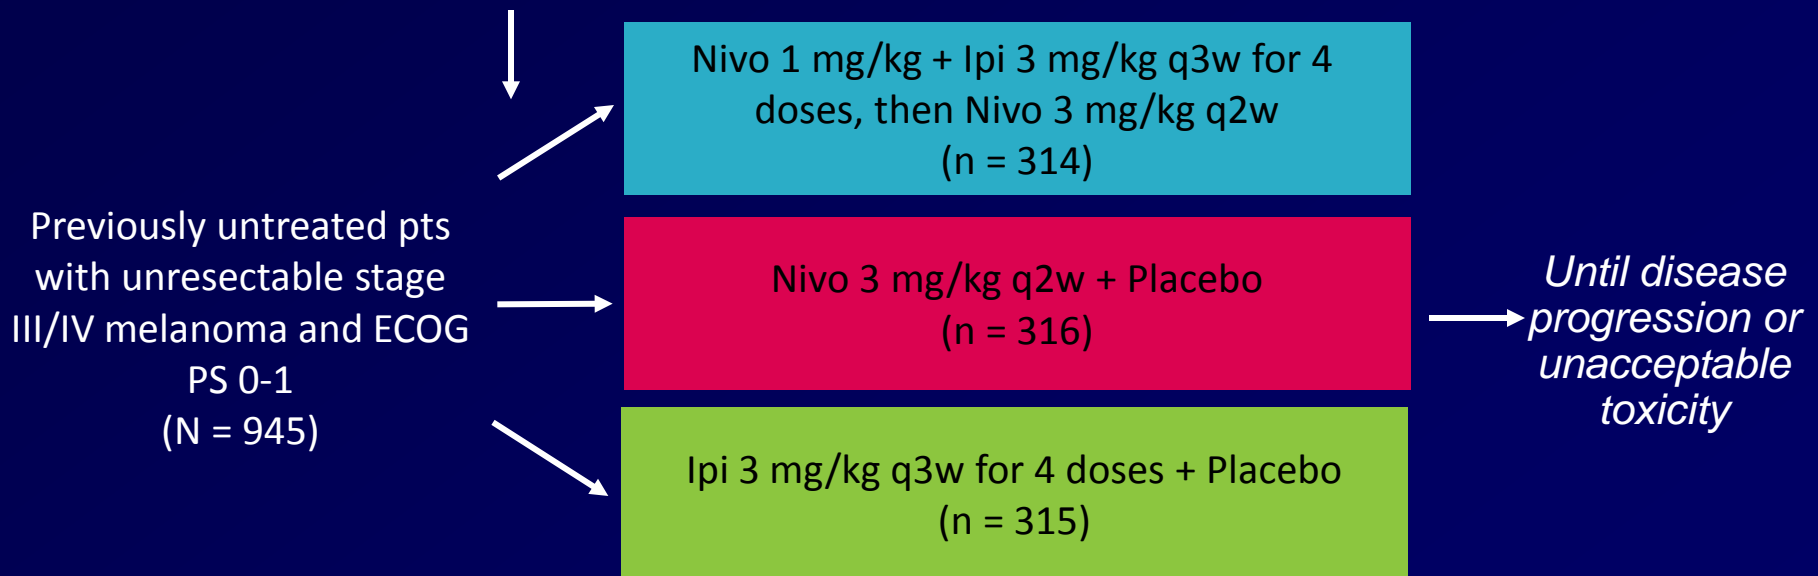 Previously untreated pts
with unresectable stage
III/IV melanoma and ECOG
PS 0-1
(N = 945)
Nivo 1 mg/kg + Ipi 3 mg/kg q3w for 4
doses, then Nivo 3 mg/kg q2w
(n = 314)
Nivo 3 mg/kg q2w + Placebo
(n = 316)
Ipi 3 mg/kg q3w for 4 doses + Placebo
(n = 315)
Until disease
progression or
unacceptable
toxicity